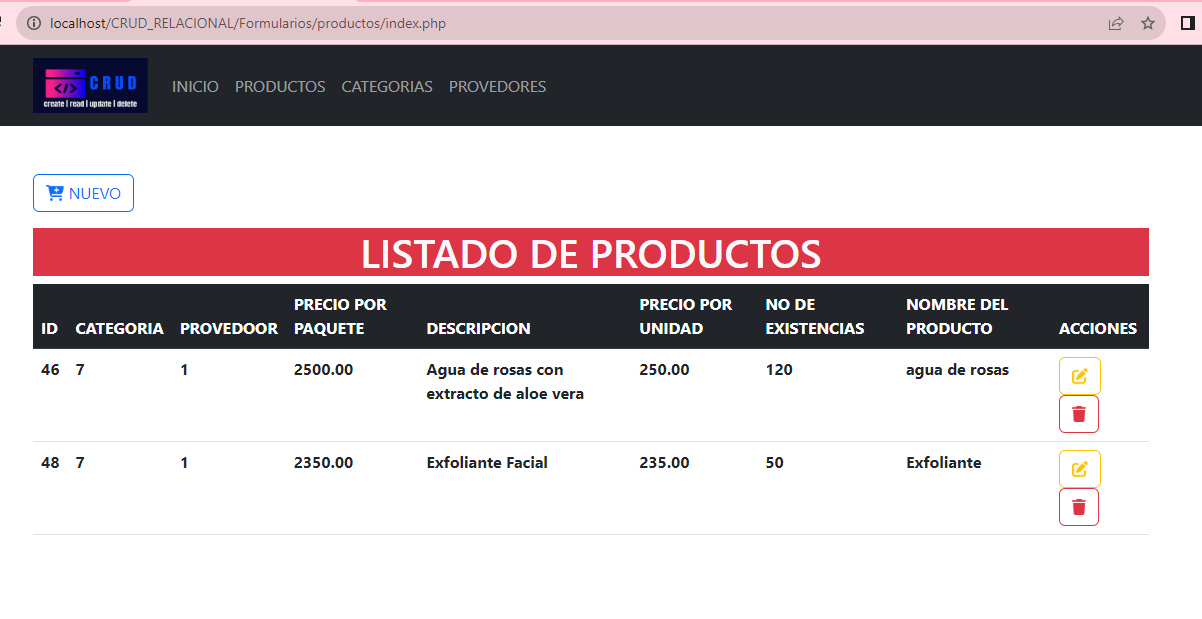 localhost/CRUD_RELACIONAL/Formularios/productos/index.php
</> CRUD
create | read | update | delete
INICIO PRODUCTOS CATEGORIAS PROVEDORES
NUEVO
LISTADO DE PRODUCTOS
ID CATEGORIA PROVEDOOR PRECIO POR PAQUETE DESCRIPCION PRECIO POR UNIDAD NO DE EXISTENCIAS NOMBRE DEL PRODUCTO ACCIONES
46 7 1 2500.00 Agua de rosas con extracto de aloe vera 250.00 120 agua de rosas
48 7 1 2350.00 Exfoliante Facial 235.00 50 Exfoliante